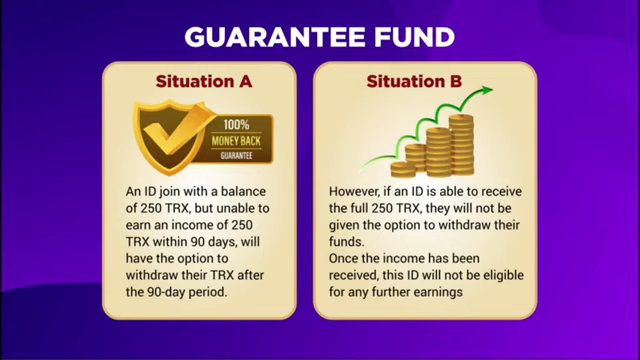 GUARANTEE FUND
Situation A
100%
MONEY BACK
GUARANTEE
An ID join with a balance
of 250 TRX, but unable to
earn an income of 250
TRX within 90 days, will
have the option to
withdraw their TRX after
the 90-day period.
Situation B
However, if an ID is able to receive
the full 250 TRX, they will not be
given the option to withdraw their
funds.
Once the income has been
received, this ID will not be eligible
for any further earnings